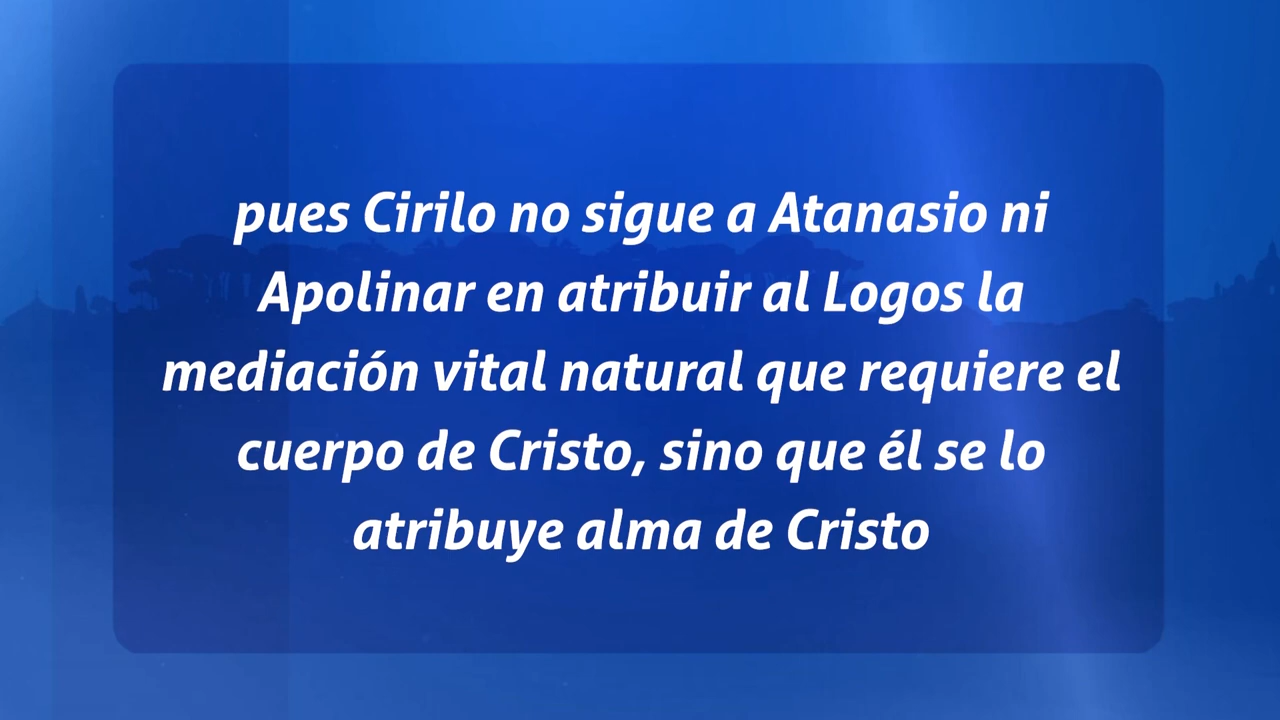 pues Cirilo no sigue a Atanasio ni
Apolinar en atribuir al Logos la
mediación vital natural que requiere el
cuerpo de Cristo, sino que él se lo
atribuye alma de Cristo